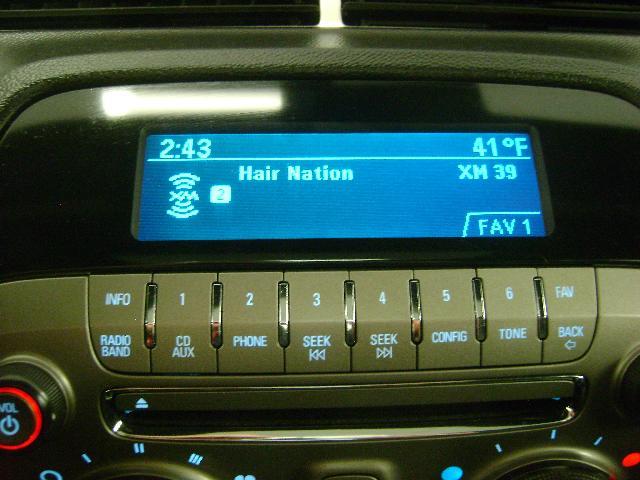 2:43 41°F
Hair Nation XM 39
XM 2
FAV 1
INFO 1 2 3 4 5 6 FAV
RADIO BAND CD AUX PHONE SEEK SEEK CONFIG TONE BACK
VOL